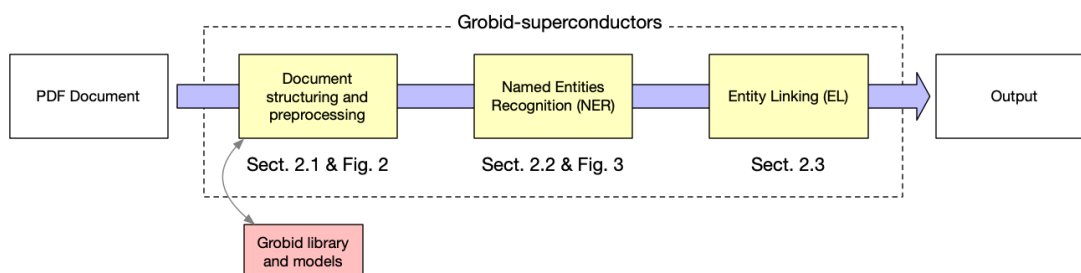 Grobid-superconductors
PDF Document
Document
structuring and
preprocessing
Named Entities
Recognition (NER)
Entity Linking (EL)
Output
Sect. 2.1 & Fig. 2
Sect. 2.2 & Fig. 3
Sect. 2.3
Grobid library
and models